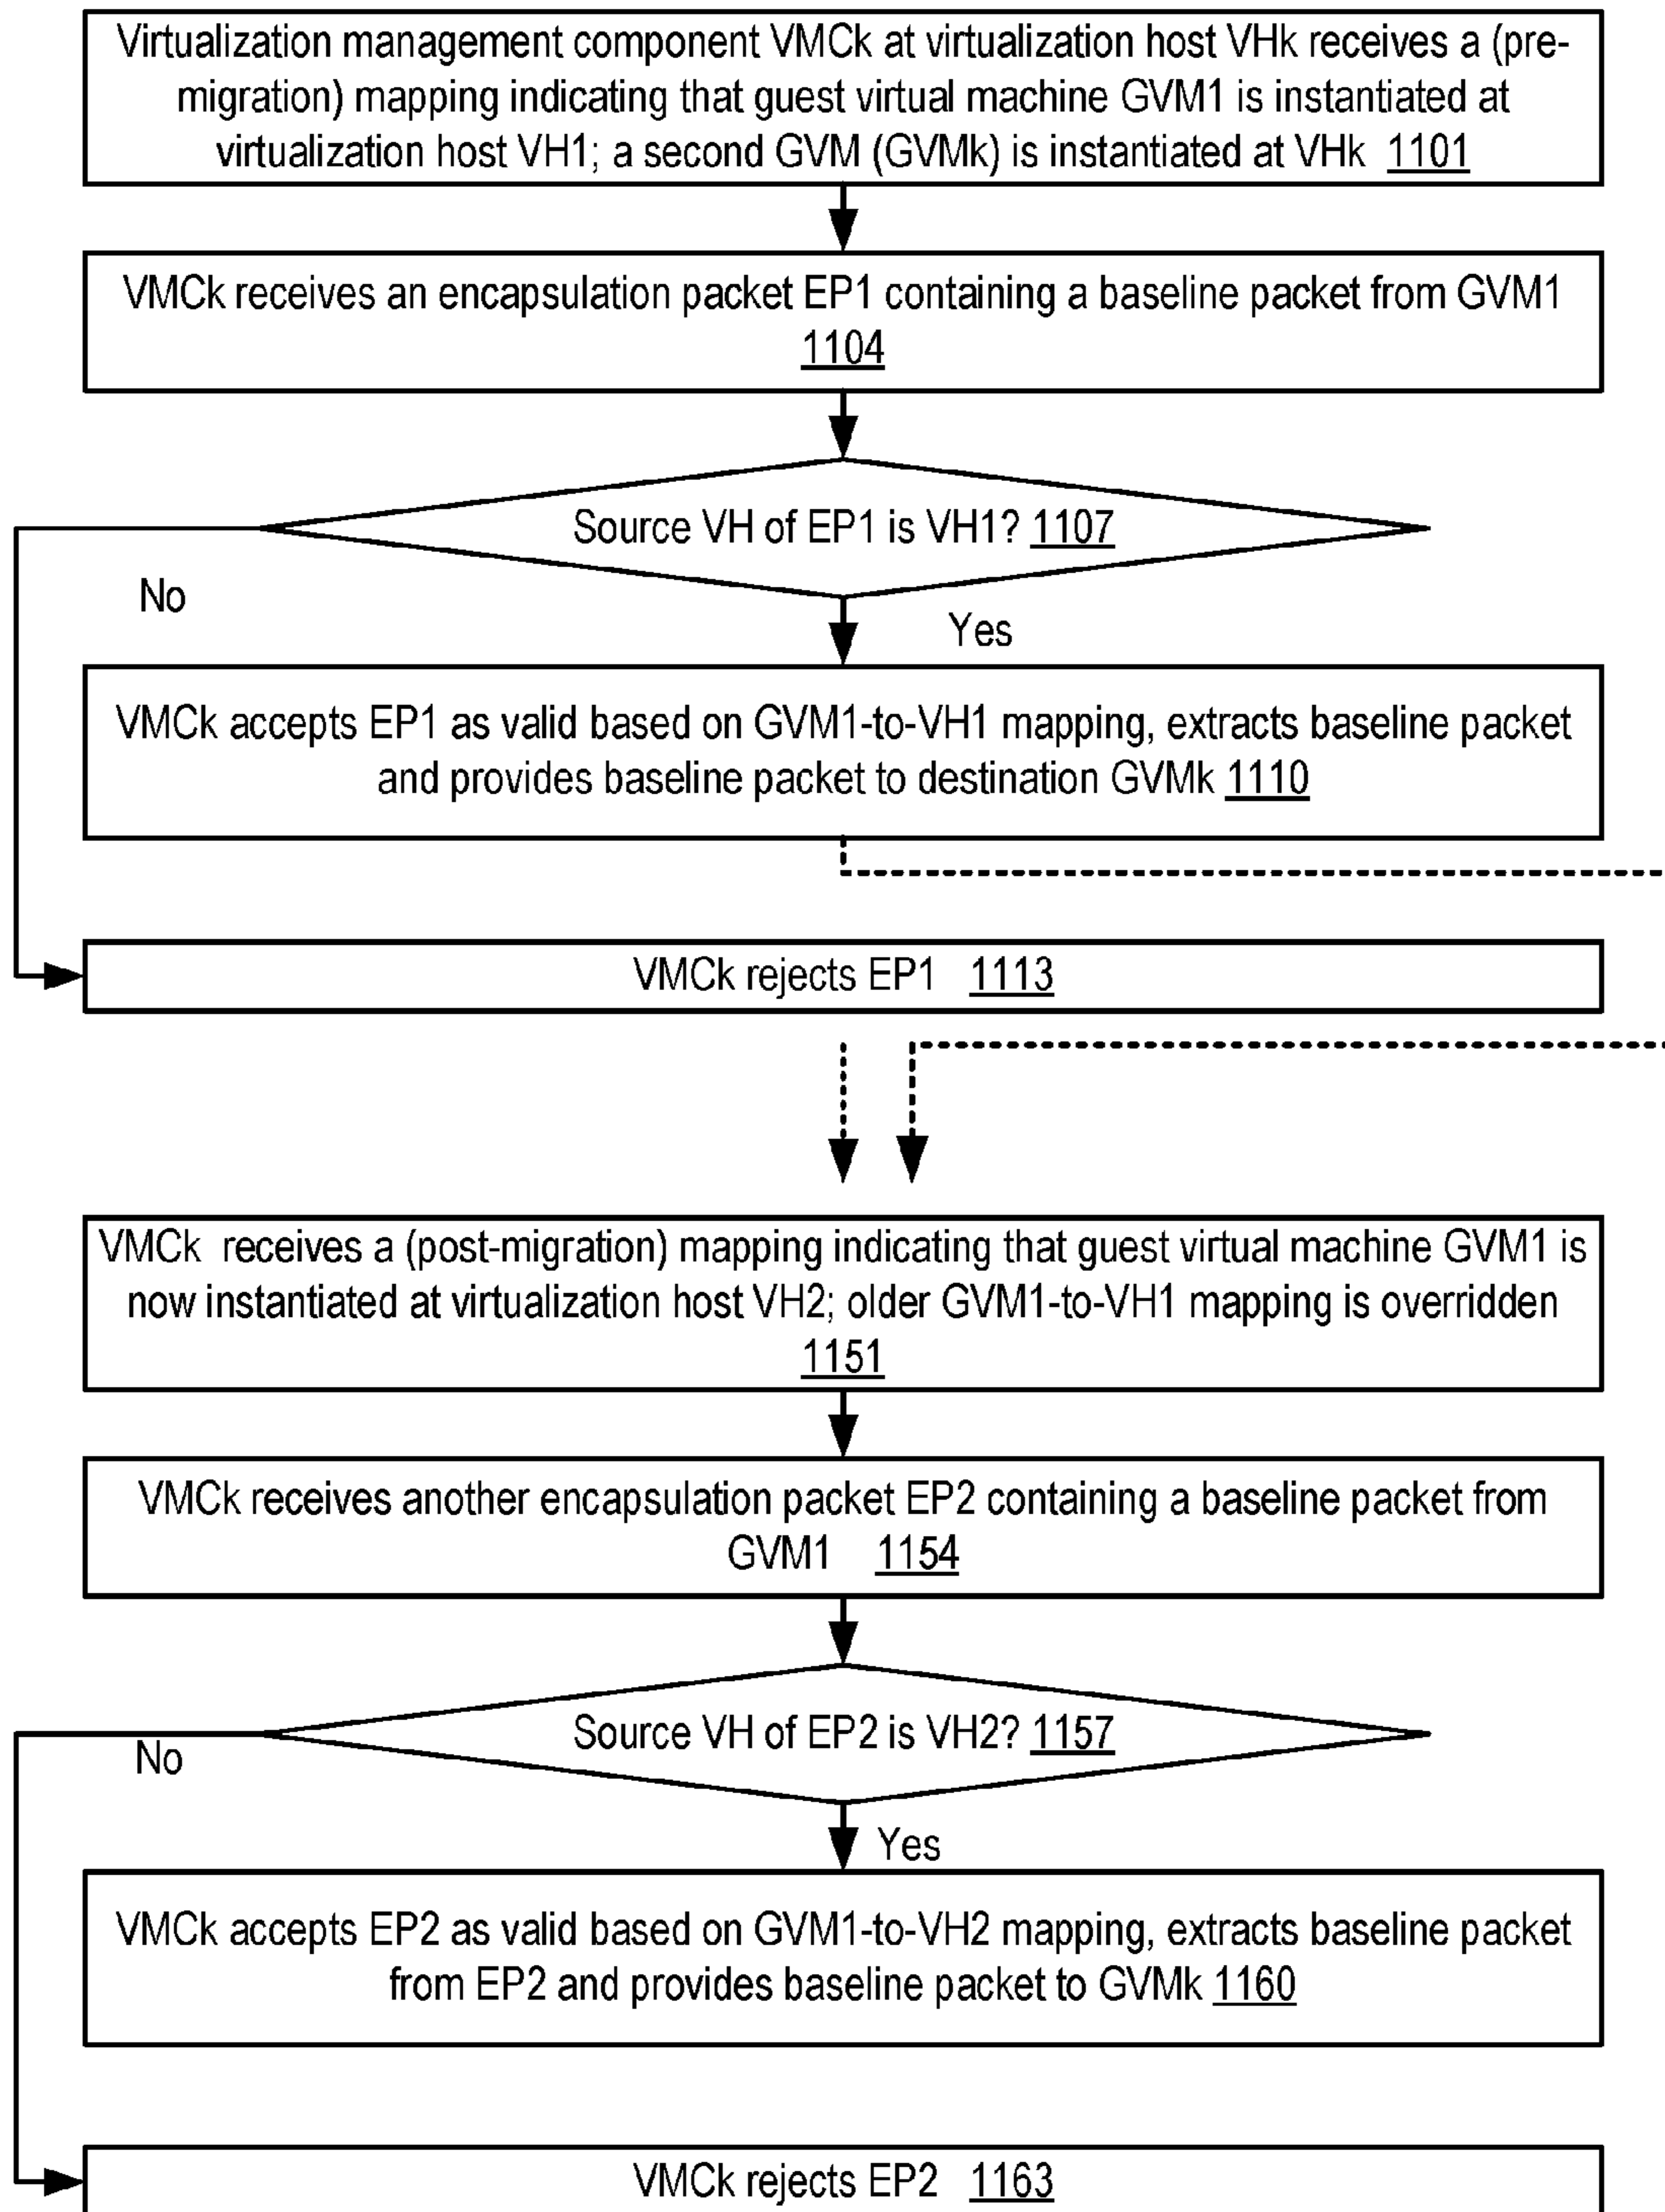 Virtualization management component VMCk at virtualization host VHk receives a (pre-
migration) mapping indicating that guest virtual machine GVM1 is instantiated at
virtualization host VH1; a second GVM (GVMk) is instantiated at VHk 1101
VMCk receives an encapsulation packet EP1 containing a baseline packet from GVM1
1104
Source VH of EP1 is VH1? 1107
No
Yes
VMCk accepts EP1 as valid based on GVM1-to-VH1 mapping, extracts baseline packet
and provides baseline packet to destination GVMk 1110
VMCk rejects EP1 1113
VMCk receives a (post-migration) mapping indicating that guest virtual machine GVM1 is
now instantiated at virtualization host VH2; older GVM1-to-VH1 mapping is overridden
1151
VMCk receives another encapsulation packet EP2 containing a baseline packet from
GVM1 1154
Source VH of EP2 is VH2? 1157
No
Yes
VMCk accepts EP2 as valid based on GVM1-to-VH2 mapping, extracts baseline packet
from EP2 and provides baseline packet to GVMk 1160
VMCk rejects EP2 1163